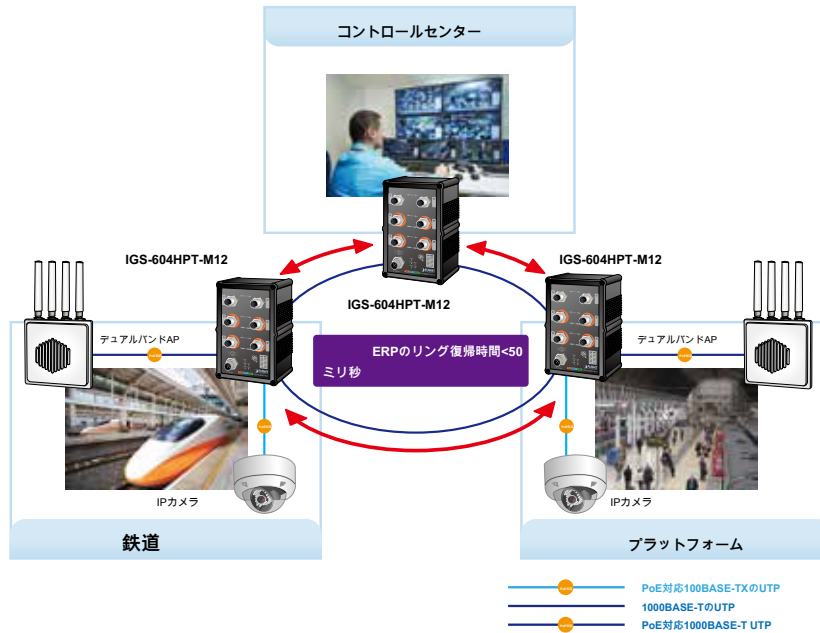 コントロールセンター
IGS-604HPT-M12
IGS-604HPT-M12
IGS-604HPT-M12
デュアルバンドAP
デュアルバンドAP
ERPのリング復帰時間<50
ミリ秒
IPカメラ
IPカメラ
鉄道
プラットフォーム
PoE対応100BASE-TXのUTP
1000BASE-TのUTP
PoE対応1000BASE-T UTP